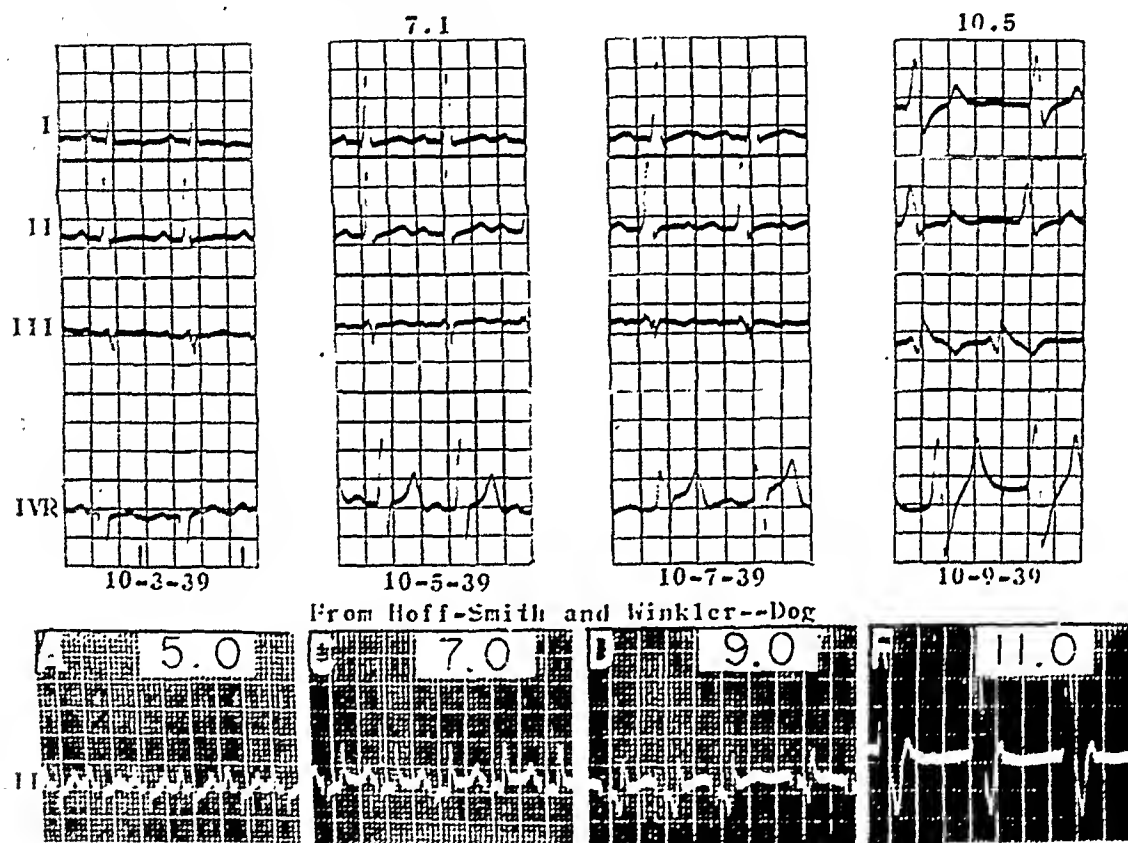 7.1 10.5
I
II
III
IVR
10-3-39 10-5-39 10-7-39 10-9-39
From Hoff-Smith and Winkler--Dog
5.0 7.0 9.0 11.0
II